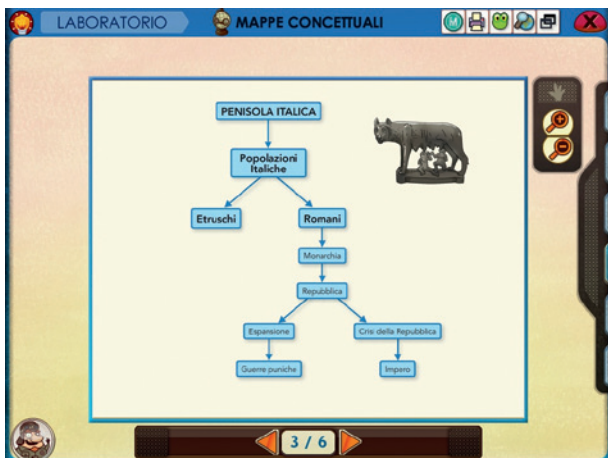 LABORATORIO
MAPPE CONCETTUALI
M
PENISOLA ITALICA
Popolazioni
Italiche
Etruschi
Romani
Monarchia
Repubblica
Espansione
Crisi della Repubblica
Guerre puniche
Impero
3 / 6